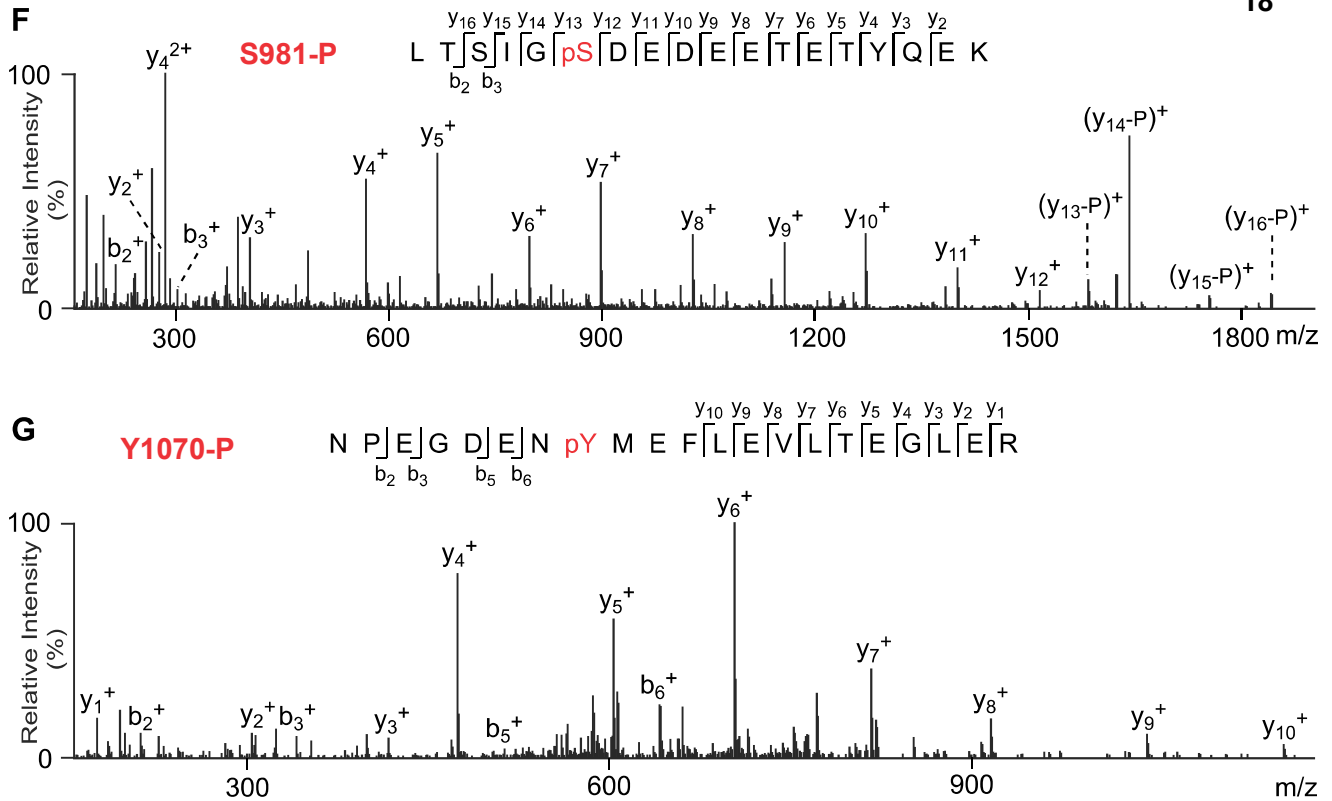 18
F
y16 y15 y14 y13 y12 y11 y10 y9 y8 y7 y6 y5 y4 y3 y2
S981-P
L T S I G pS D E D E E T E T Y Q E K
b2 b3
y4 2+
100
(y14-P)+
y5+
y4+
y7+
y2+
(y13-P)+
(y16-P)+
b3+
y3+
y6+
y8+
y9+
y10+
b2+
y11+
y12+
(y15-P)+
Relative Intensity
(%)
0
300 600 900 1200 1500 1800 m/z
G
y10 y9 y8 y7 y6 y5 y4 y3 y2 y1
Y1070-P
N P E G D E N pY M E F L E V L T E G L E R
b2 b3 b5 b6
100
y6+
y4+
y5+
y7+
b6+
y1+
b2+
y2+
b3+
y3+
b5+
y8+
y9+
y10+
Relative Intensity
(%)
0
300 600 900 m/z